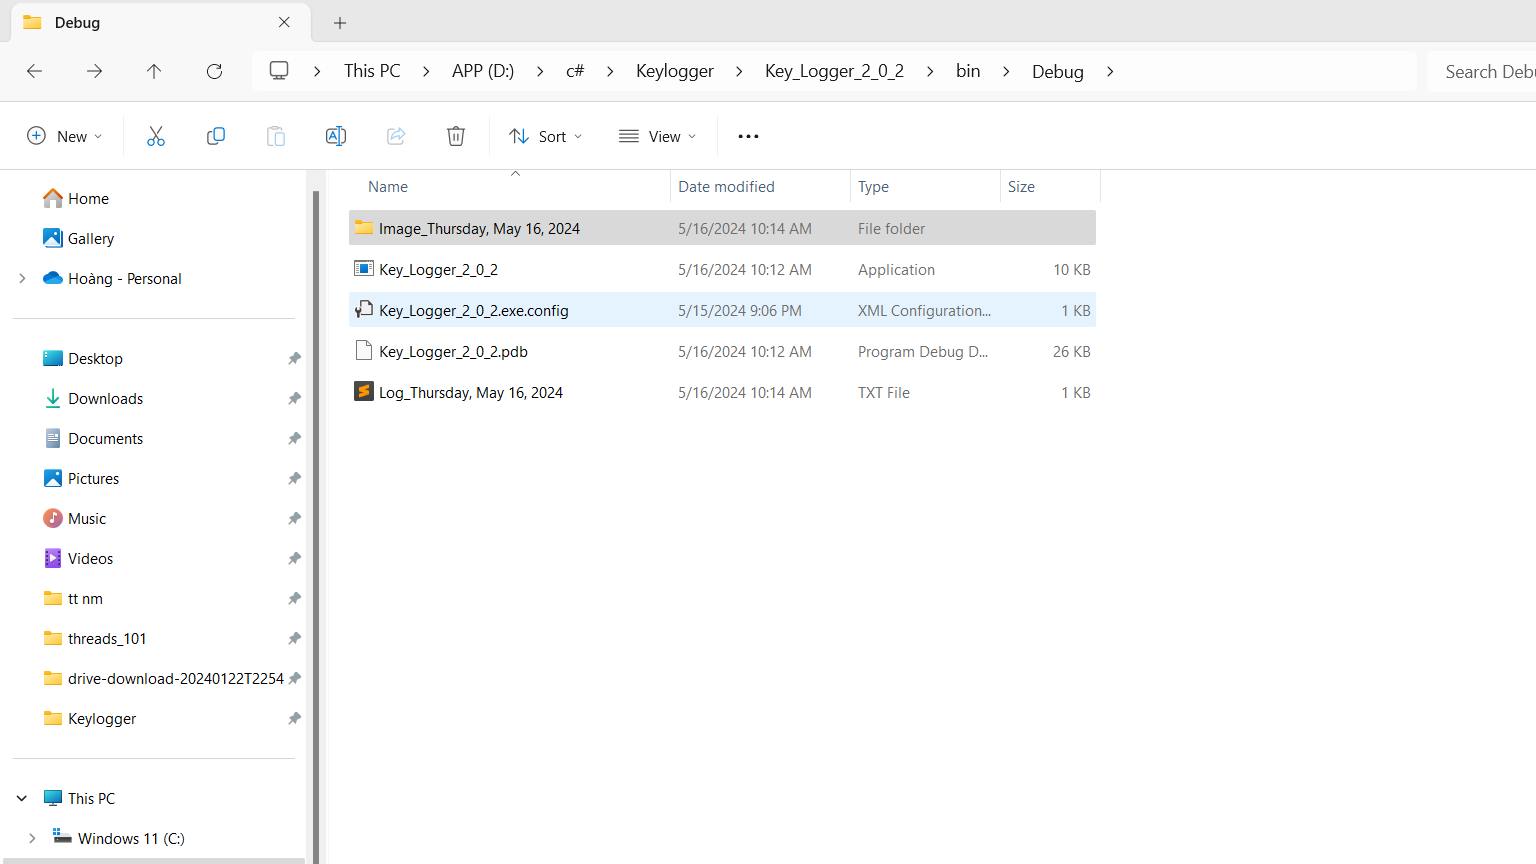 Debug
This PC > APP (D:) > c# > Keylogger > Key_Logger_2_0_2 > bin > Debug >
New Sort View
Name Date modified Type Size
Image_Thursday, May 16, 2024 5/16/2024 10:14 AM File folder
Key_Logger_2_0_2 5/16/2024 10:12 AM Application 10 KB
Key_Logger_2_0_2.exe.config 5/15/2024 9:06 PM XML Configuration... 1 KB
Key_Logger_2_0_2.pdb 5/16/2024 10:12 AM Program Debug D... 26 KB
Log_Thursday, May 16, 2024 5/16/2024 10:14 AM TXT File 1 KB
Home
Gallery
Hoàng - Personal
Desktop
Downloads
Documents
Pictures
Music
Videos
tt nm
threads_101
drive-download-20240122T2254
Keylogger
This PC
Windows 11 (C:)
Search Debu